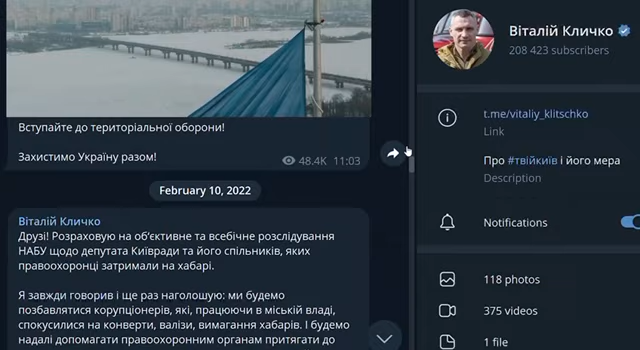 Вступайте до територіальної оборони!
Захистимо Україну разом!
48.4K 11:03
February 10, 2022
Віталій Кличко
Друзі! Розраховую на об’єктивне та всебічне розслідування
НАБУ щодо депутата Київради та його спільників, яких
правоохоронці затримали на хабарі.
Я завжди говорив і ще раз наголошую: ми будемо
позбавлятися корупціонерів, які, працюючи в міській владі,
спокусилися на конверти, валізи, вимагання хабарів. І будемо
надалі допомагати правоохоронним органам притягати до
Віталій Кличко
208 423 subscribers
t.me/vitaliy_klitschko
Link
Про #твійкиїв і його мера
Description
Notifications
118 photos
375 videos
1 file